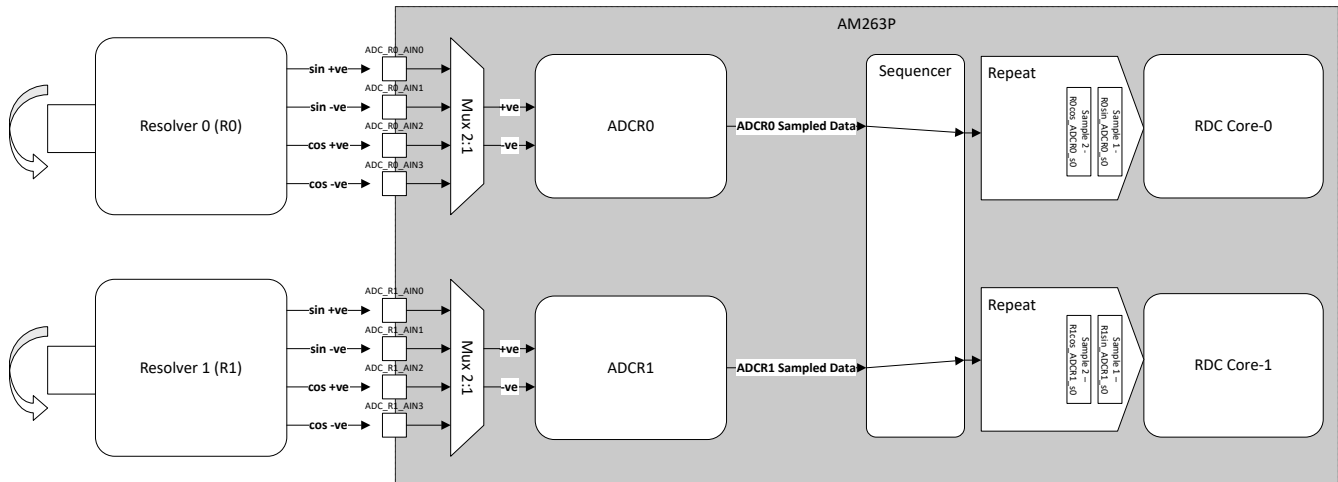 AM263P
Resolver 0 (R0)
sin +ve
sin -ve
cos +ve
cos -ve
ADC_R0_AIN0
ADC_R0_AIN1
ADC_R0_AIN2
ADC_R0_AIN3
Mux 2:1
+ve
-ve
ADCR0
ADCR0 Sampled Data
Sequencer
Repeat
Sample 1 -
R0sin_ADCR0_s0
Sample 2 -
R0cos_ADCR0_s0
RDC Core-0
Resolver 1 (R1)
sin +ve
sin -ve
cos +ve
cos -ve
ADC_R1_AIN0
ADC_R1_AIN1
ADC_R1_AIN2
ADC_R1_AIN3
Mux 2:1
+ve
-ve
ADCR1
ADCR1 Sampled Data
Repeat
Sample 1 –
R1sin_ADCR1_s0
Sample 2 –
R1cos_ADCR1_s0
RDC Core-1